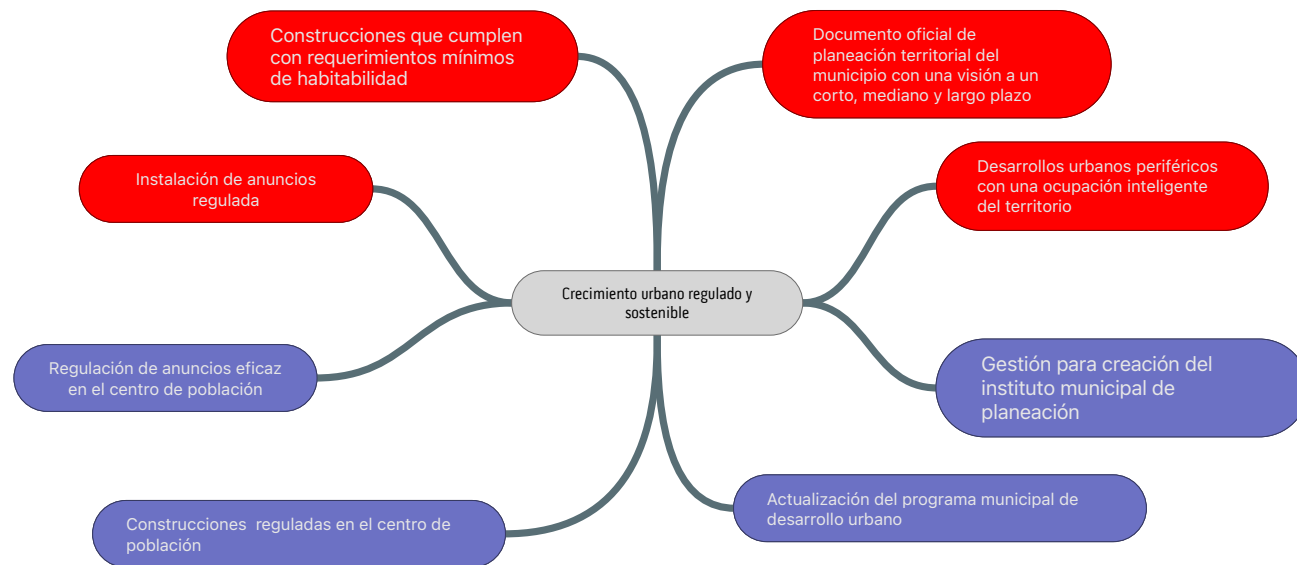 Construcciones que cumplen
con requerimientos mínimos
de habitabilidad
Documento oficial de
planeación territorial del
municipio con una visión a un
corto, mediano y largo plazo
Instalación de anuncios
regulada
Desarrollos urbanos periféricos
con una ocupación inteligente
del territorio
Crecimiento urbano regulado y
sostenible
Regulación de anuncios eficaz
en el centro de población
Gestión para creación del
instituto municipal de
planeación
Construcciones  reguladas en el centro de
población
Actualización del programa municipal de
desarrollo urbano